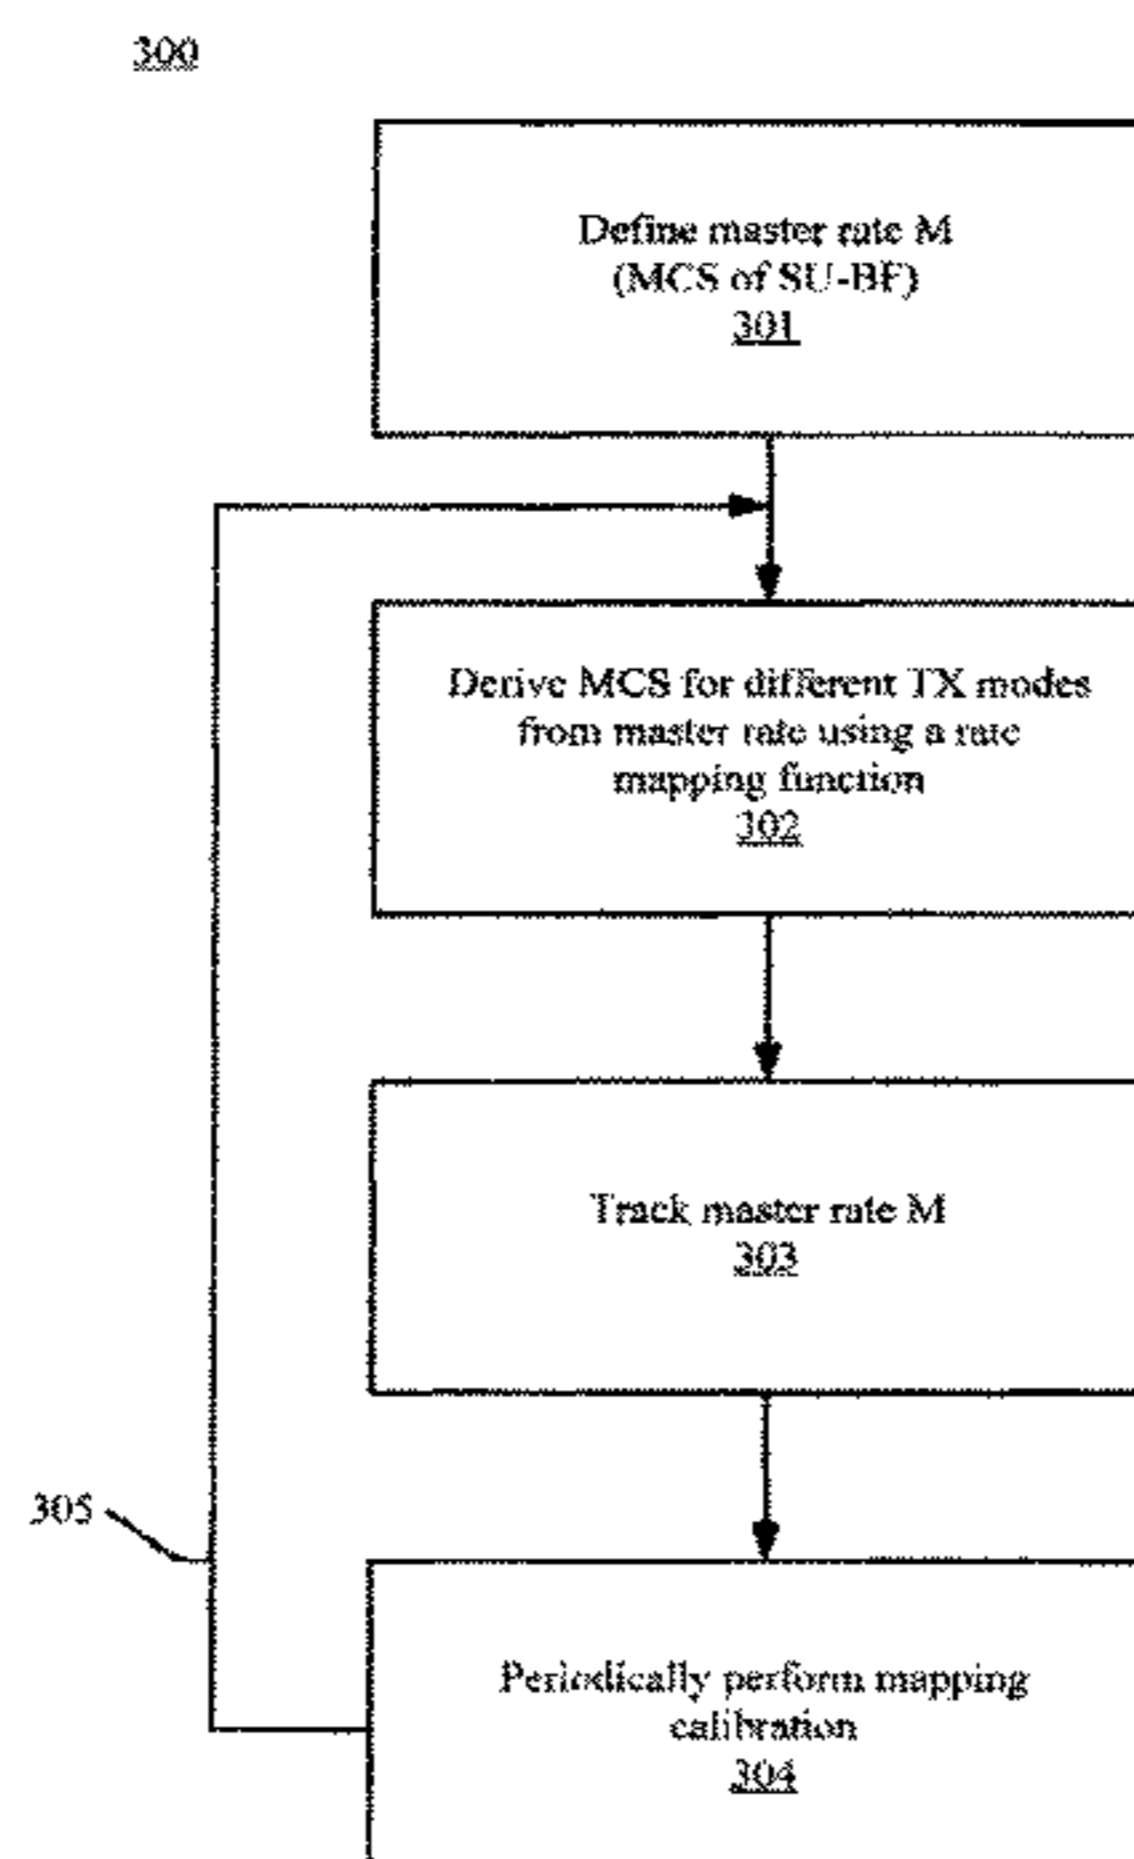 300
Define master rate M
(MCS of SU-BF)
301
Derive MCS for different TX modes
from master rate using a rate
mapping function
302
Track master rate M
303
305
Periodically perform mapping
calibration
304